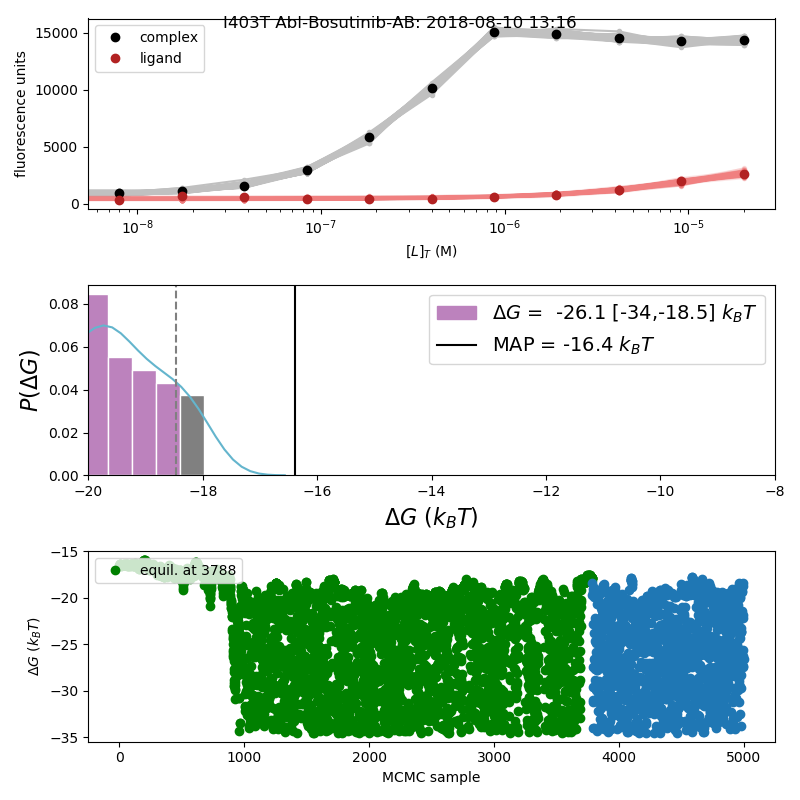 I403T Abl-Bosutinib-AB: 2018-08-10 13:16
15000
10000
5000
0
fluorescence units
complex
ligand
10⁻⁸ 10⁻⁷ 10⁻⁶ 10⁻⁵
[L]_T (M)
0.08
0.06
0.04
0.02
0.00
P(ΔG)
ΔG = -26.1 [-34,-18.5] k_BT
MAP = -16.4 k_BT
−20 −18 −16 −14 −12 −10 −8
ΔG (k_BT)
−15
−20
−25
−30
−35
ΔG (k_BT)
equil. at 3788
0 1000 2000 3000 4000 5000
MCMC sample